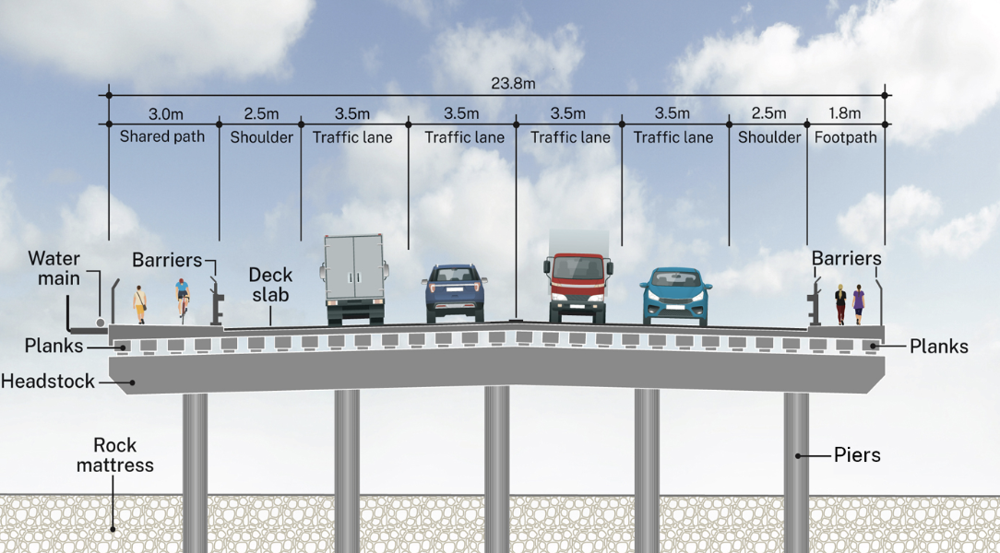 23.8m
3.0m
2.5m
3.5m
3.5m
3.5m
3.5m
2.5m
1.8m
Shared path
Shoulder
Traffic lane
Traffic lane
Traffic lane
Traffic lane
Shoulder
Footpath
Water
main
Barriers
Deck
slab
Barriers
Planks
Planks
Headstock
Rock
mattress
Piers